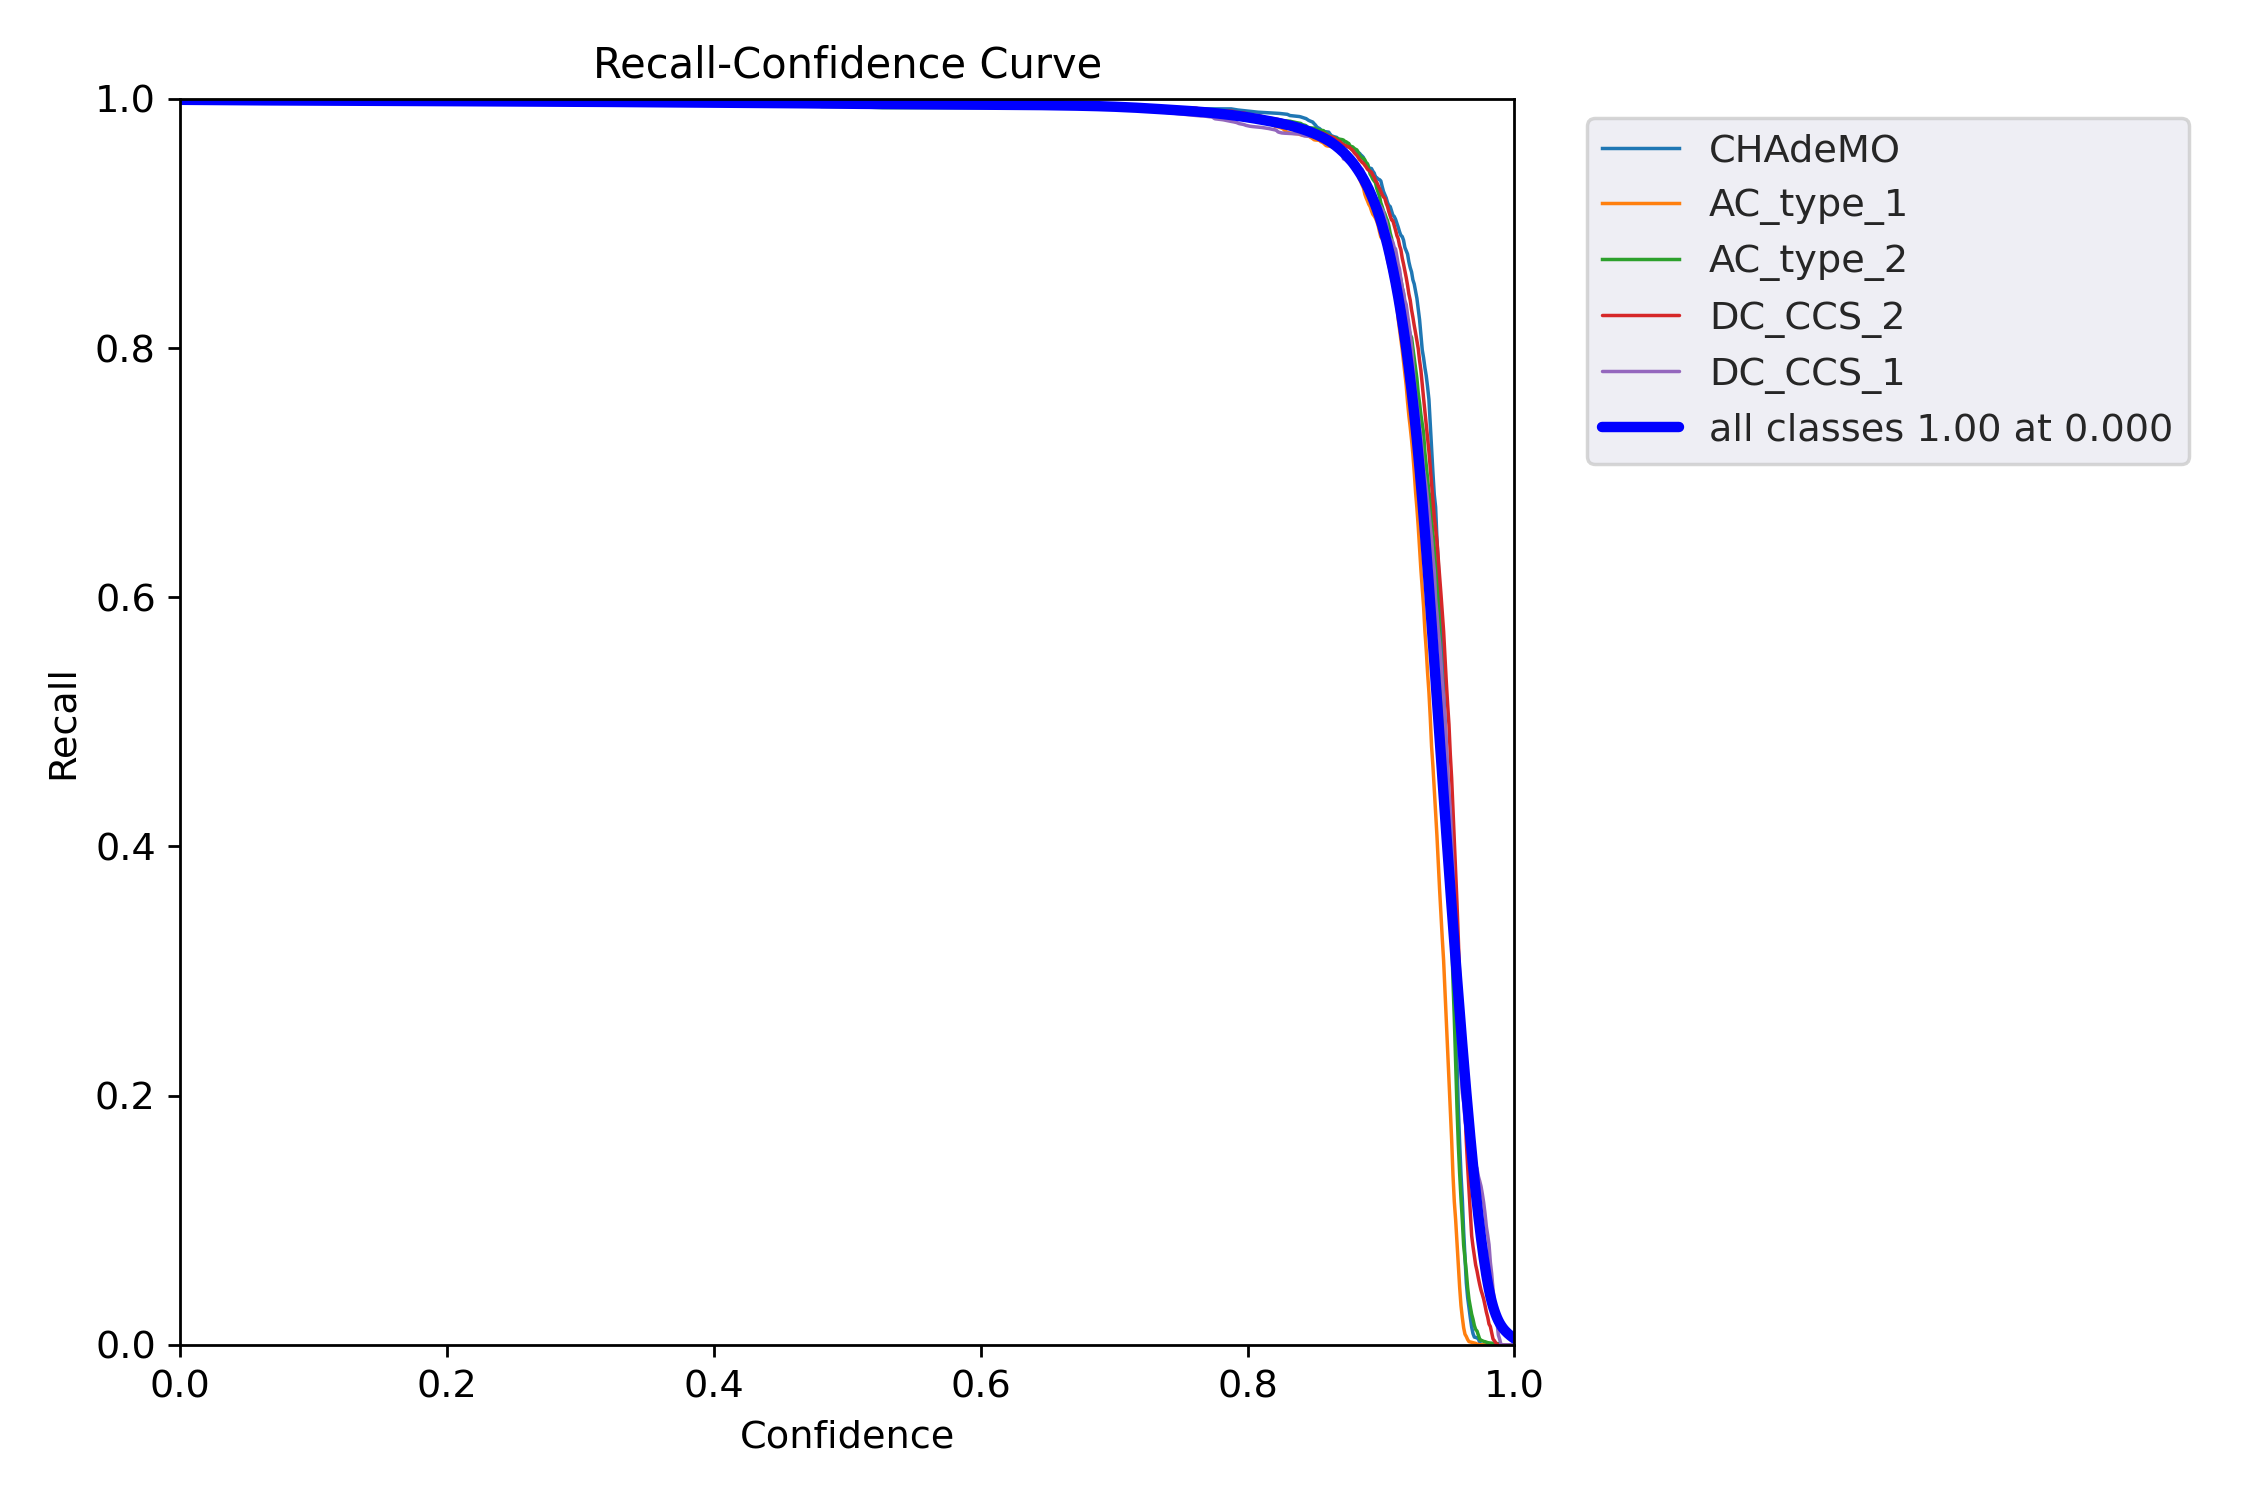 Recall-Confidence Curve
1.0
0.8
0.6
0.4
0.2
0.0
Recall
0.0 0.2 0.4 0.6 0.8 1.0
Confidence
CHAdeMO
AC_type_1
AC_type_2
DC_CCS_2
DC_CCS_1
all classes 1.00 at 0.000